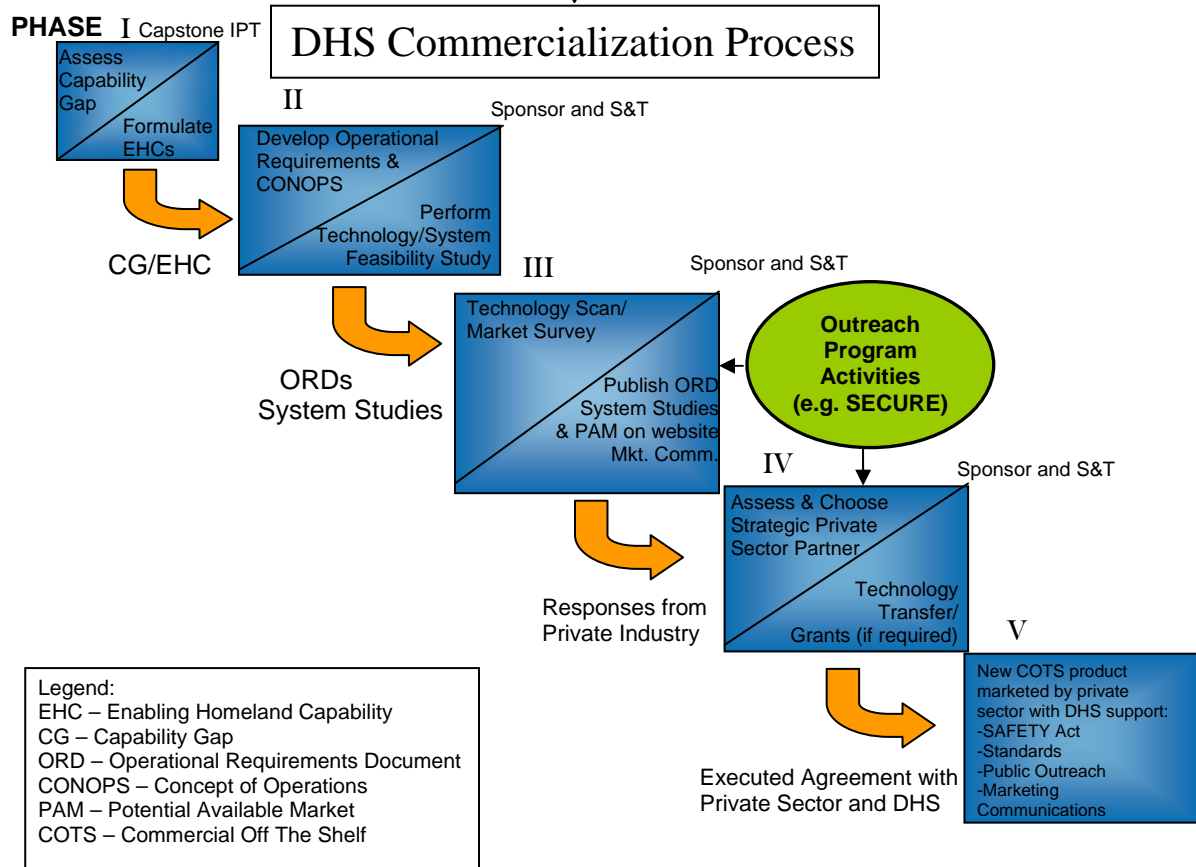 PHASE I Capstone IPT
DHS Commercialization Process
Assess
Capability
Gap
Formulate
EHCs
CG/EHC
II
Sponsor and S&T
Develop Operational
Requirements &
CONOPS
Perform
Technology/System
Feasibility Study
ORDs
System Studies
III
Sponsor and S&T
Technology Scan/
Market Survey
Publish ORD
System Studies
& PAM on website
Mkt. Comm.
Outreach
Program
Activities
(e.g. SECURE)
Responses from
Private Industry
IV
Sponsor and S&T
Assess & Choose
Strategic Private
Sector Partner
Technology
Transfer/
Grants (if required)
Executed Agreement with
Private Sector and DHS
V
New COTS product
marketed by private
sector with DHS support:
-SAFETY Act
-Standards
-Public Outreach
-Marketing
Communications
Legend:
EHC – Enabling Homeland Capability
CG – Capability Gap
ORD – Operational Requirements Document
CONOPS – Concept of Operations
PAM – Potential Available Market
COTS – Commercial Off The Shelf